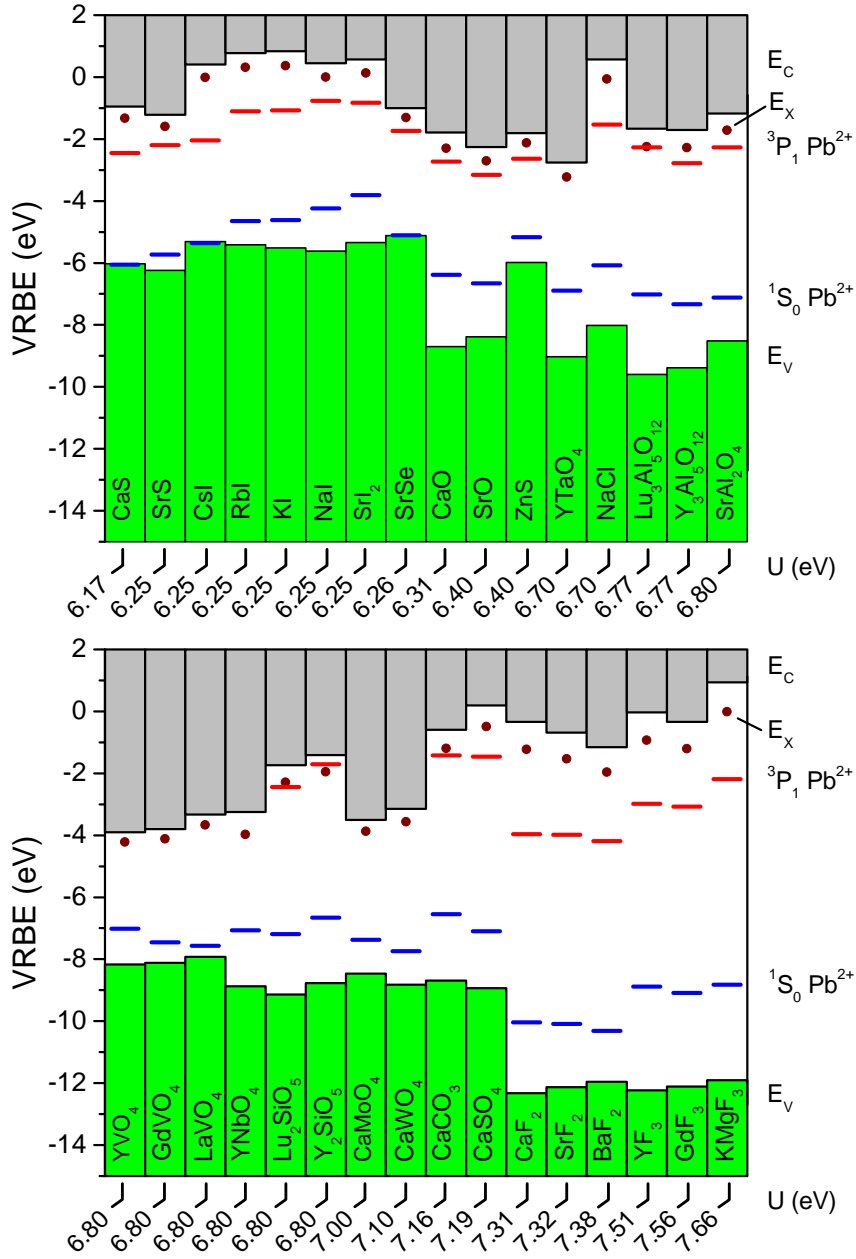 2
0
-2
-4
-6
-8
-10
-12
-14
VRBE (eV)
E_C
E_X
³P₁ Pb²⁺
¹S₀ Pb²⁺
E_V
CaS
SrS
CsI
RbI
KI
NaI
SrI₂
SrSe
CaO
SrO
ZnS
YTaO₄
NaCl
Lu₃Al₅O₁₂
Y₃Al₅O₁₂
SrAl₂O₄
6.17
6.25
6.25
6.25
6.25
6.25
6.25
6.26
6.31
6.40
6.40
6.70
6.70
6.77
6.77
6.80
U (eV)
2
0
-2
-4
-6
-8
-10
-12
-14
VRBE (eV)
E_C
E_X
³P₁ Pb²⁺
¹S₀ Pb²⁺
E_V
YVO₄
GdVO₄
LaVO₄
YNbO₄
Lu₂SiO₅
Y₂SiO₅
CaMoO₄
CaWO₄
CaCO₃
CaSO₄
CaF₂
SrF₂
BaF₂
YF₃
GdF₃
KMgF₃
6.80
6.80
6.80
6.80
6.80
6.80
7.00
7.10
7.16
7.19
7.31
7.32
7.38
7.51
7.56
7.66
U (eV)